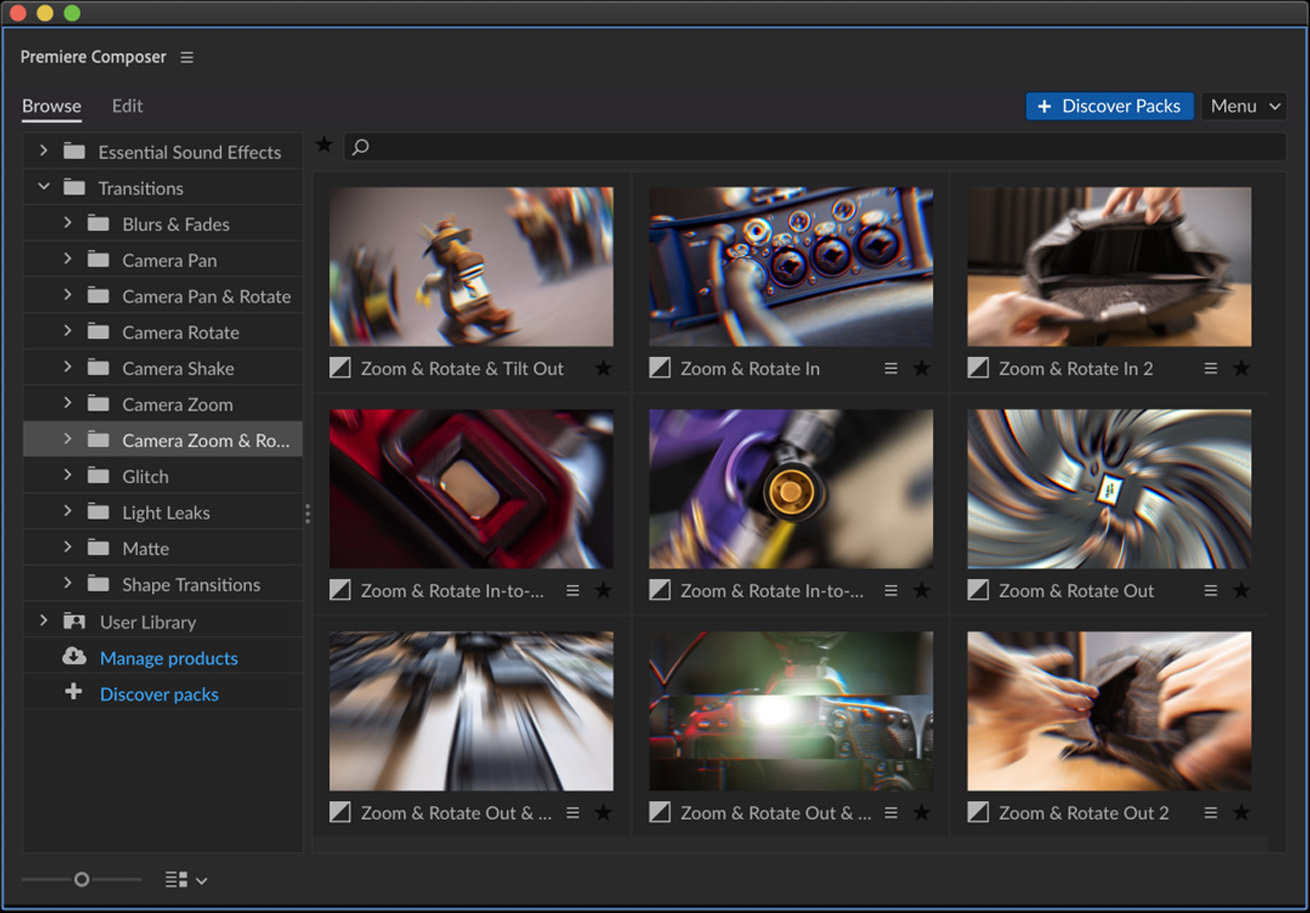 Premiere Composer
Browse
Edit
Discover Packs
Menu
Essential Sound Effects
Transitions
Blurs & Fades
Camera Pan
Camera Pan & Rotate
Camera Rotate
Camera Shake
Camera Zoom
Camera Zoom & Ro...
Glitch
Light Leaks
Matte
Shape Transitions
User Library
Manage products
Discover packs
Zoom & Rotate & Tilt Out
Zoom & Rotate In
Zoom & Rotate In 2
Zoom & Rotate In-to-...
Zoom & Rotate In-to-...
Zoom & Rotate Out
Zoom & Rotate Out & ...
Zoom & Rotate Out & ...
Zoom & Rotate Out 2